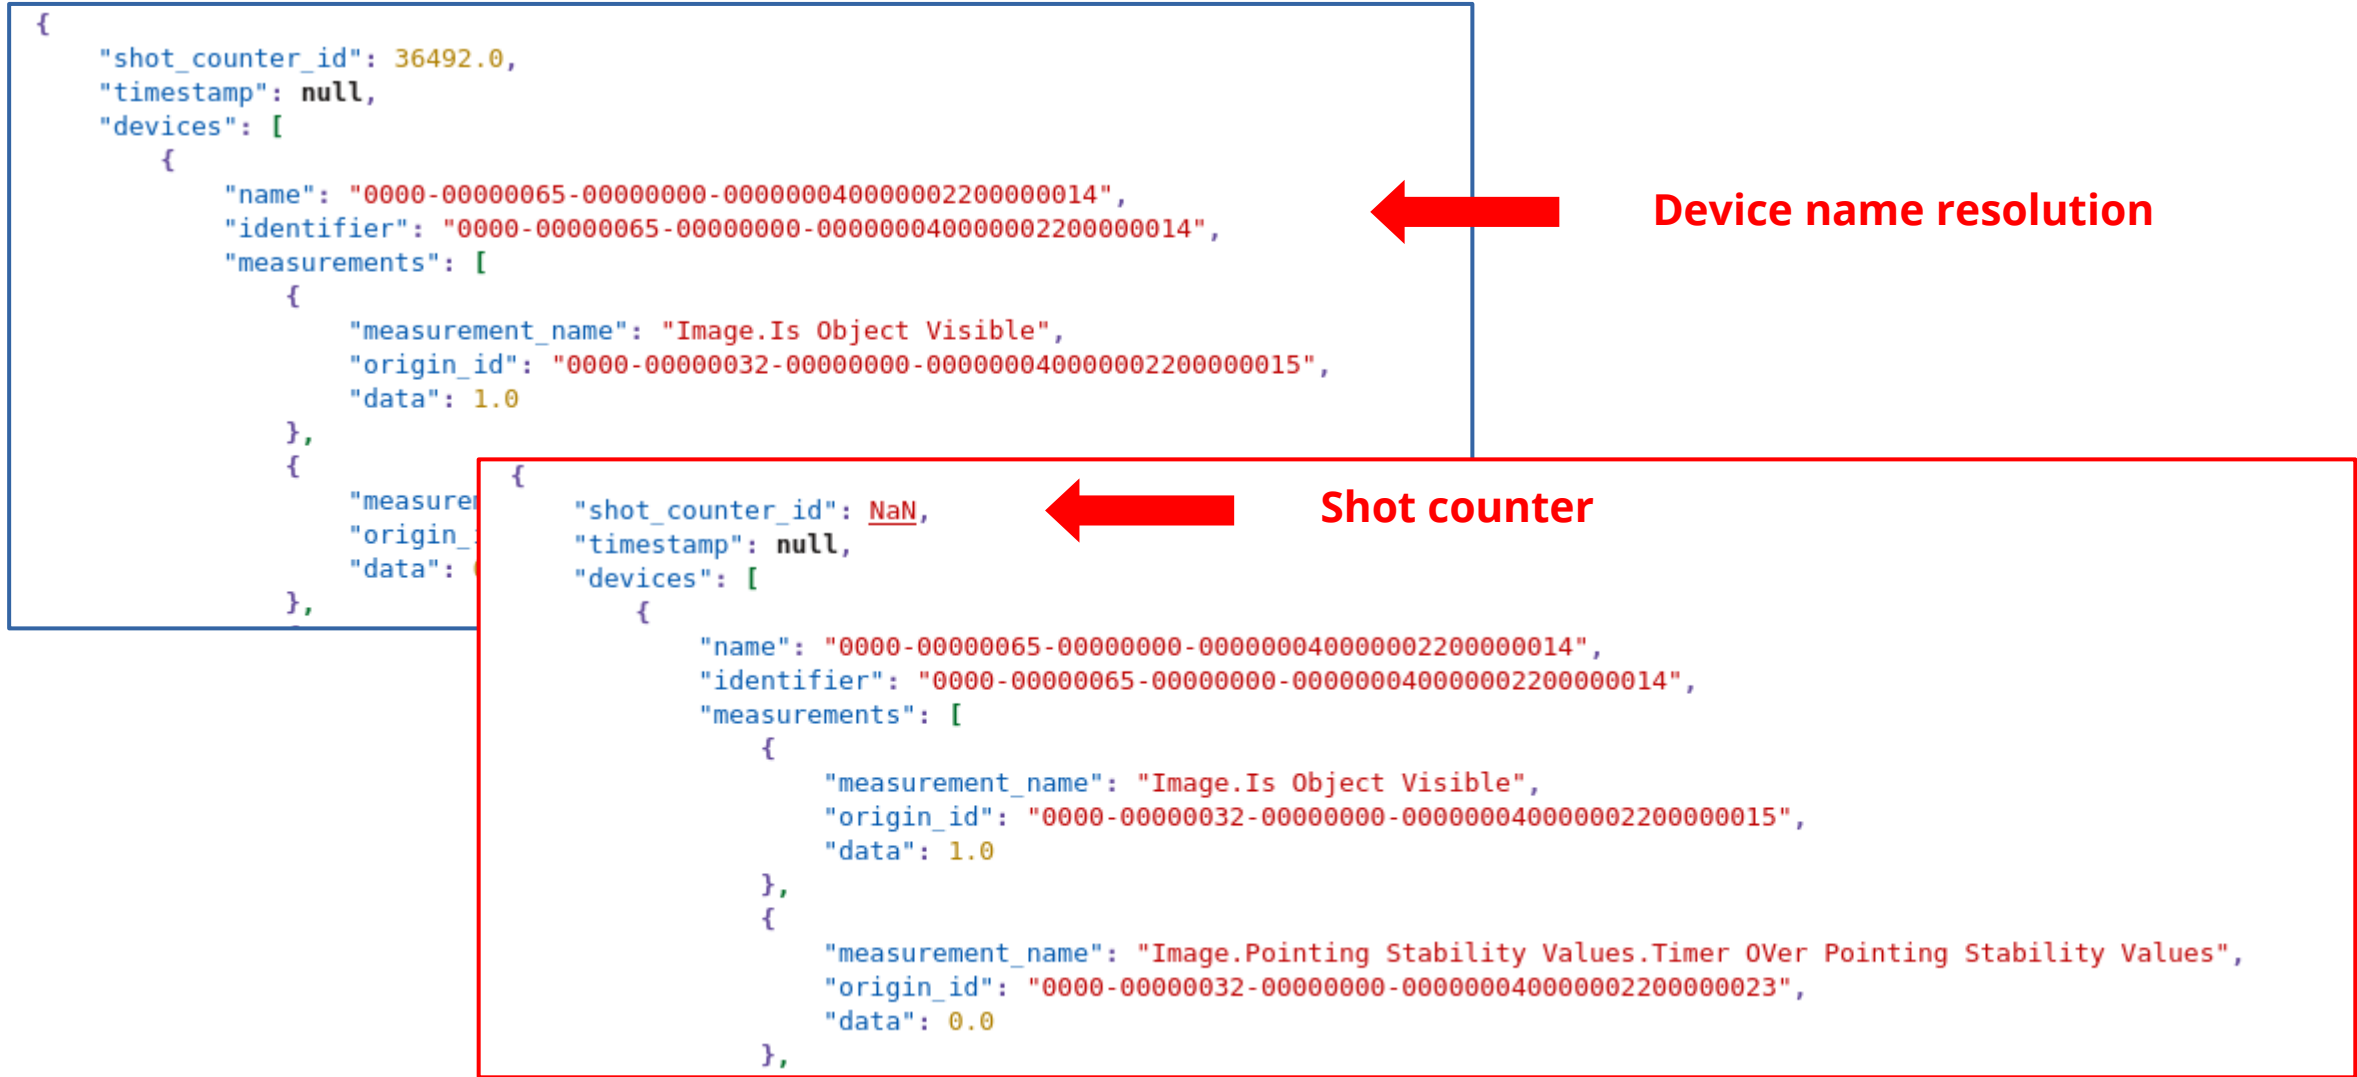 {
"shot_counter_id": 36492.0,
"timestamp": null,
"devices": [
{
"name": "0000-00000065-00000000-000000040000002200000014",
"identifier": "0000-00000065-00000000-000000040000002200000014",
"measurements": [
{
"measurement_name": "Image.Is Object Visible",
"origin_id": "0000-00000032-00000000-000000040000002200000015",
"data": 1.0
},
{
"measurem
"origin_
"data":
},
Device name resolution
{
"shot_counter_id": NaN,
"timestamp": null,
"devices": [
{
"name": "0000-00000065-00000000-000000040000002200000014",
"identifier": "0000-00000065-00000000-000000040000002200000014",
"measurements": [
{
"measurement_name": "Image.Is Object Visible",
"origin_id": "0000-00000032-00000000-000000040000002200000015",
"data": 1.0
},
{
"measurement_name": "Image.Pointing Stability Values.Timer OVer Pointing Stability Values",
"origin_id": "0000-00000032-00000000-000000040000002200000023",
"data": 0.0
},
Shot counter